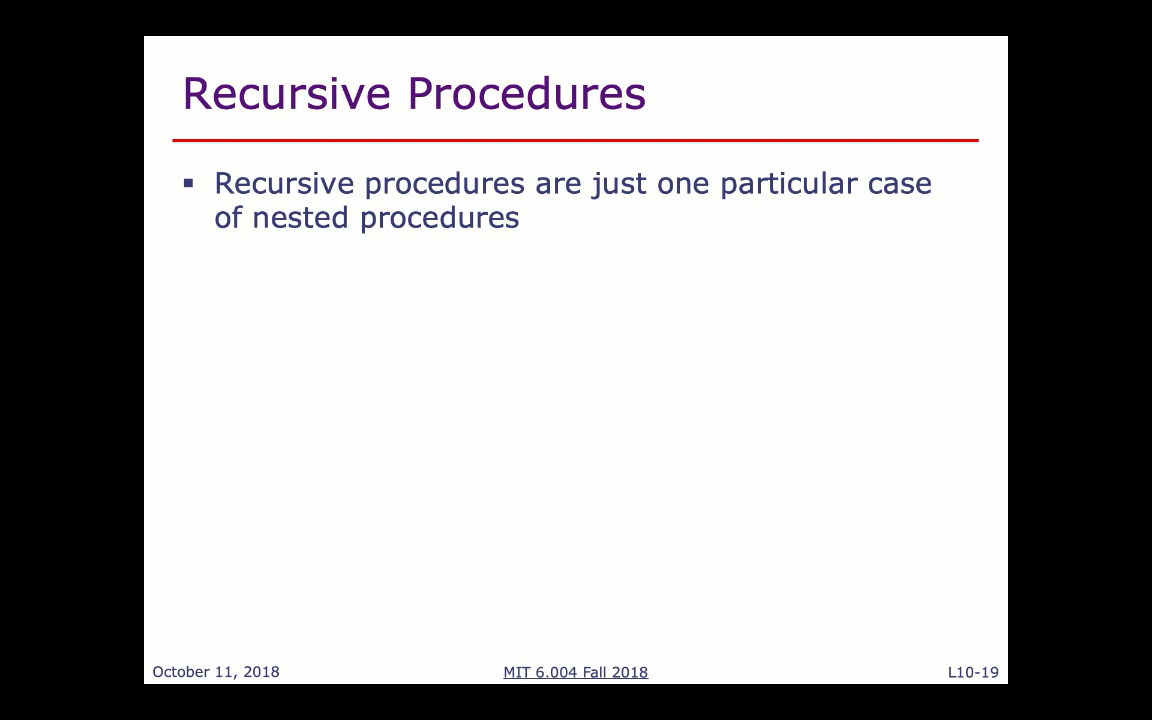 Recursive Procedures
▪ Recursive procedures are just one particular case
of nested procedures
October 11, 2018
MIT 6.004 Fall 2018
L10-19